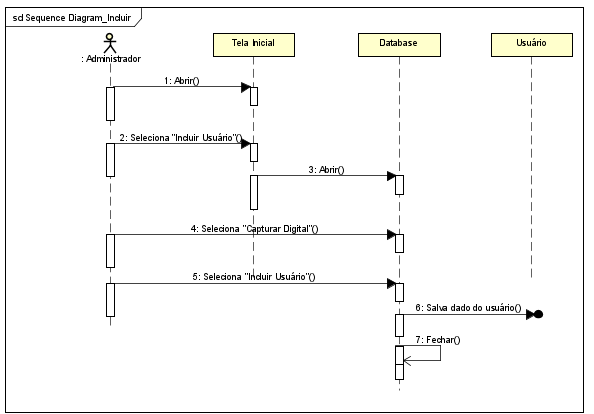 sd Sequence Diagram_Incluir
: Administrador
Tela Inicial
Database
Usuário
1: Abrir()
2: Seleciona "Incluir Usuário"()
3: Abrir()
4: Seleciona "Capturar Digital"()
5: Seleciona "Incluir Usuário"()
6: Salva dado do usuário()
7: Fechar()